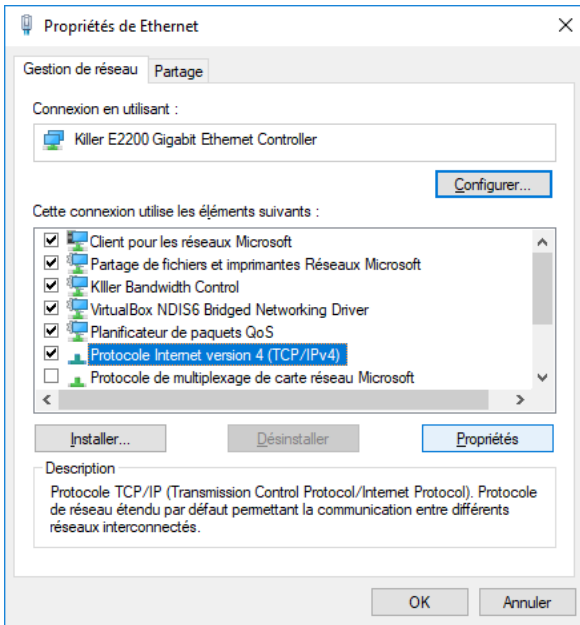 Propriétés de Ethernet
Gestion de réseau
Partage
Connexion en utilisant :
Killer E2200 Gigabit Ethernet Controller
Configurer...
Cette connexion utilise les éléments suivants :
Client pour les réseaux Microsoft
Partage de fichiers et imprimantes Réseaux Microsoft
KIller Bandwidth Control
VirtualBox NDIS6 Bridged Networking Driver
Planificateur de paquets QoS
Protocole Internet version 4 (TCP/IPv4)
Protocole de multiplexage de carte réseau Microsoft
Installer...
Désinstaller
Propriétés
Description
Protocole TCP/IP (Transmission Control Protocol/Internet Protocol). Protocole
de réseau étendu par défaut permettant la communication entre différents
réseaux interconnectés.
OK
Annuler